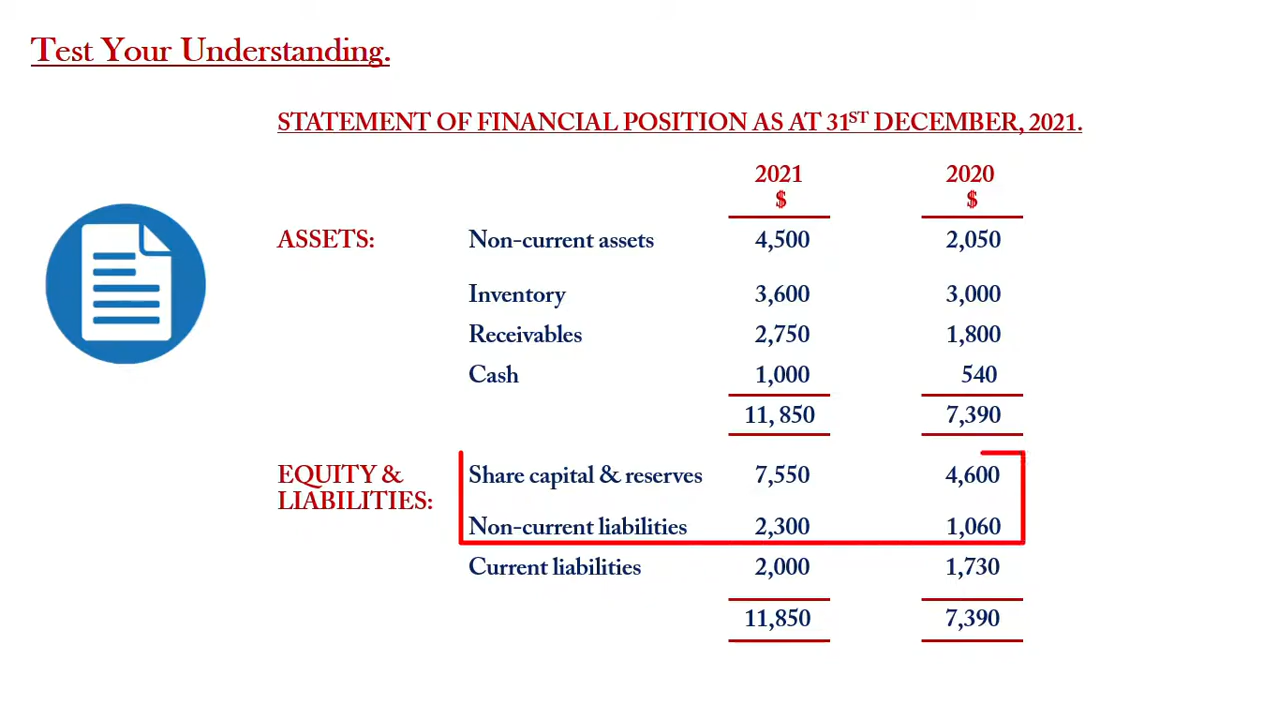 Test Your Understanding.
STATEMENT OF FINANCIAL POSITION AS AT 31ST DECEMBER, 2021.
2021 2020
$ $
ASSETS: Non-current assets 4,500 2,050
Inventory 3,600 3,000
Receivables 2,750 1,800
Cash 1,000 540
11, 850 7,390
EQUITY & Share capital & reserves 7,550 4,600
LIABILITIES:
Non-current liabilities 2,300 1,060
Current liabilities 2,000 1,730
11,850 7,390